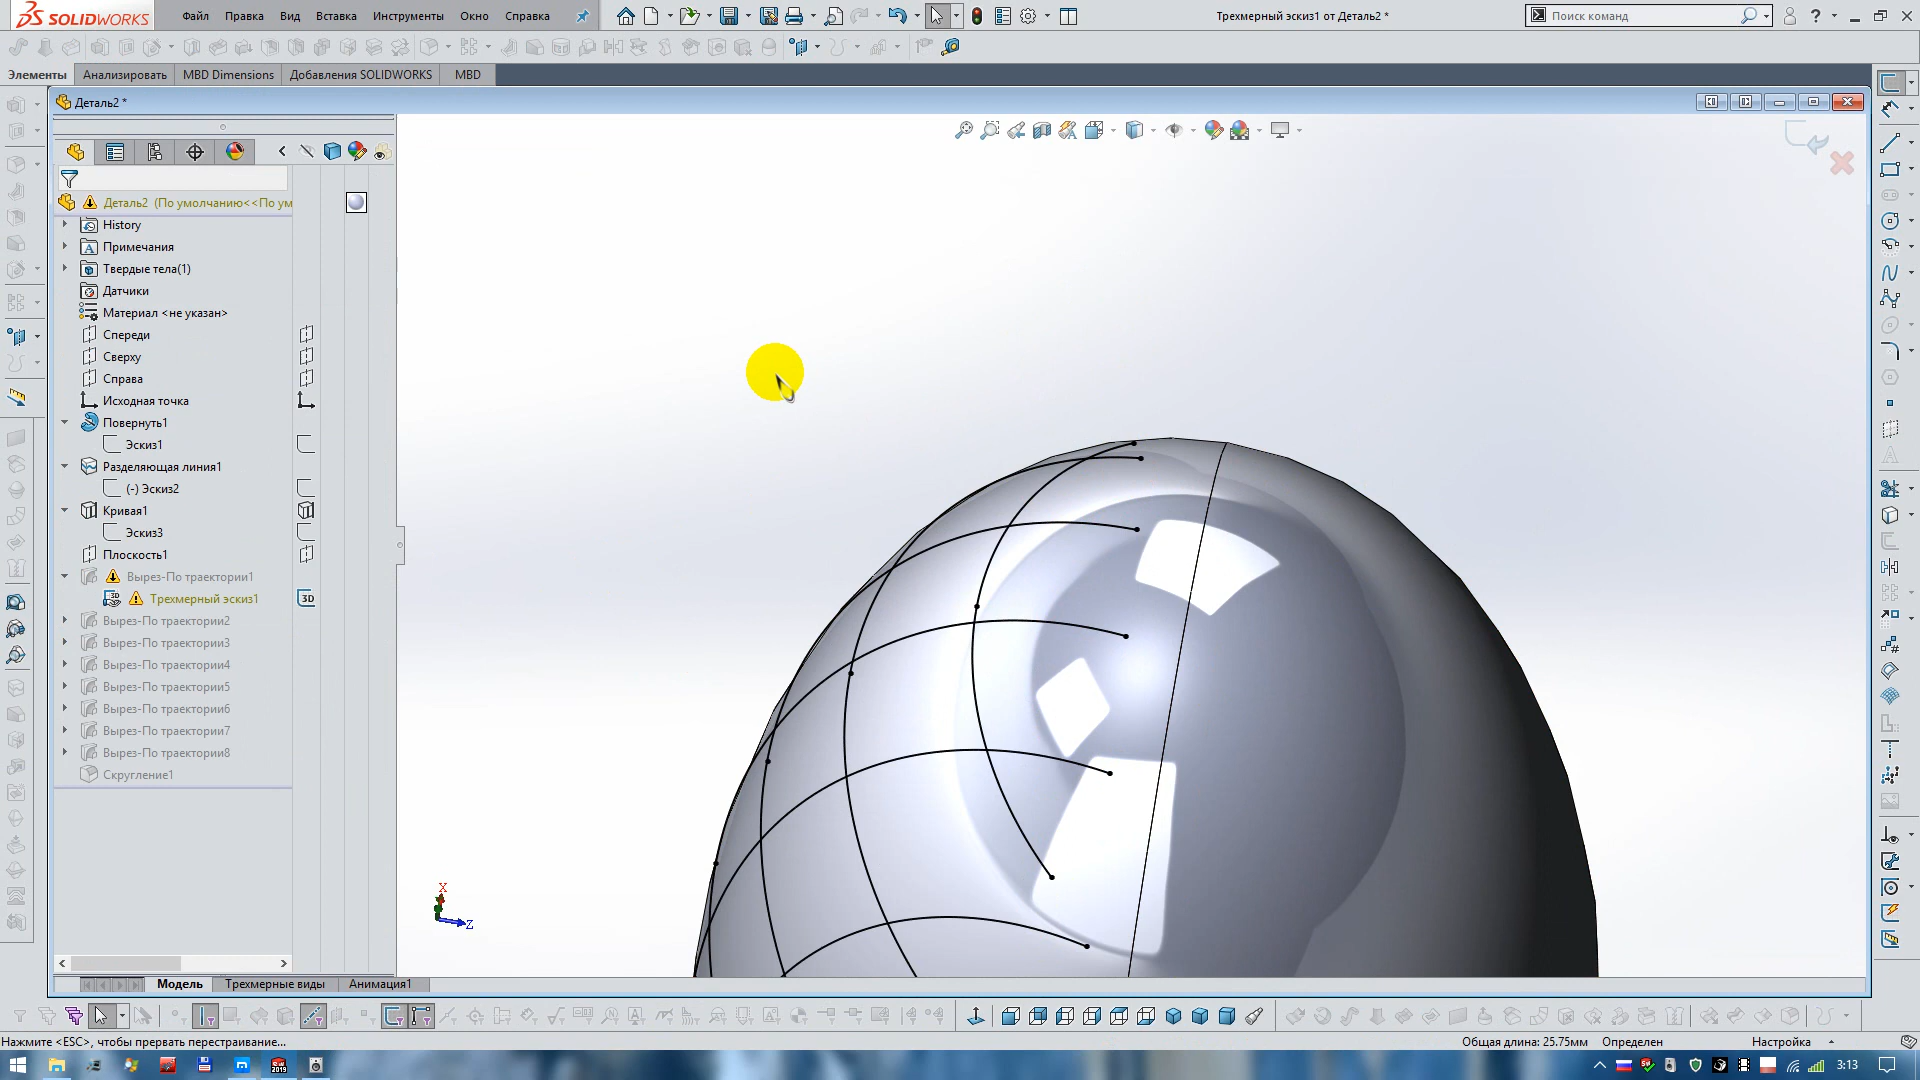 SOLIDWORKS
Файл Правка Вид Вставка Инструменты Окно Справка
Трехмерный эскиз1 от Деталь2 *
Поиск команд
Элементы Анализировать MBD Dimensions Добавления SOLIDWORKS MBD
Деталь2 *
Деталь2 (По умолчанию<<По ум
History
Примечания
Твердые тела(1)
Датчики
Материал <не указан>
Спереди
Сверху
Справа
Исходная точка
Повернуть1
Эскиз1
Разделяющая линия1
(-) Эскиз2
Кривая1
Эскиз3
Плоскость1
Вырез-По траектории1
Трехмерный эскиз1
3D
Вырез-По траектории2
Вырез-По траектории3
Вырез-По траектории4
Вырез-По траектории5
Вырез-По траектории6
Вырез-По траектории7
Вырез-По траектории8
Скругление1
X
Z
Модель Трехмерные виды Анимация1
Нажмите <ESC>, чтобы прервать перестраивание...
Общая длина: 25.75мм Определен Настройка
3:13